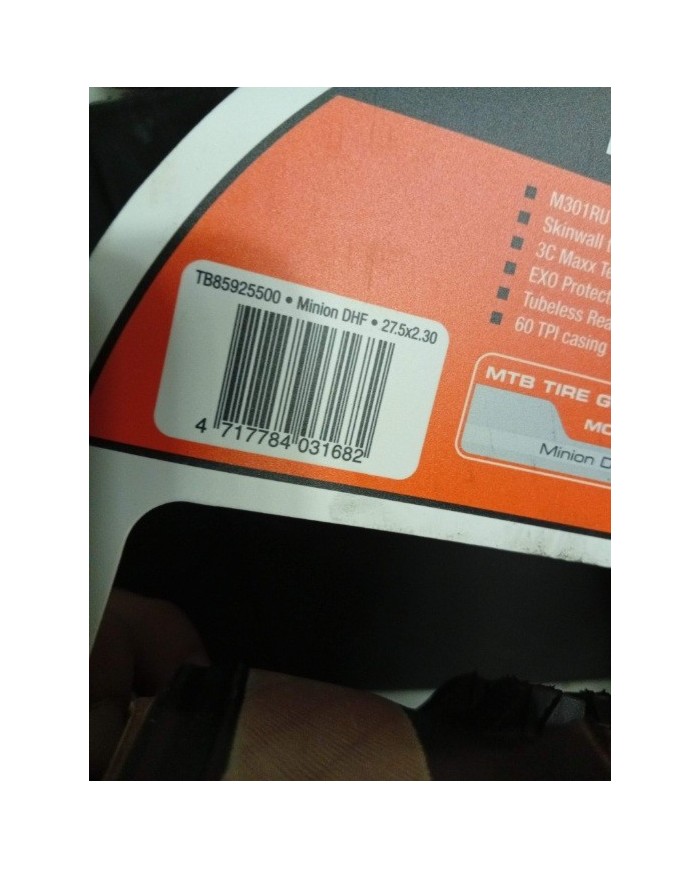 M301RU
Skinwall
3C Maxx Te
EXO Protect
Tubeless Rea
60 TPI casing
TB85925500 • Minion DHF • 27.5x2.30
4 717784 031682
MTB TIRE G
MO
Minion D